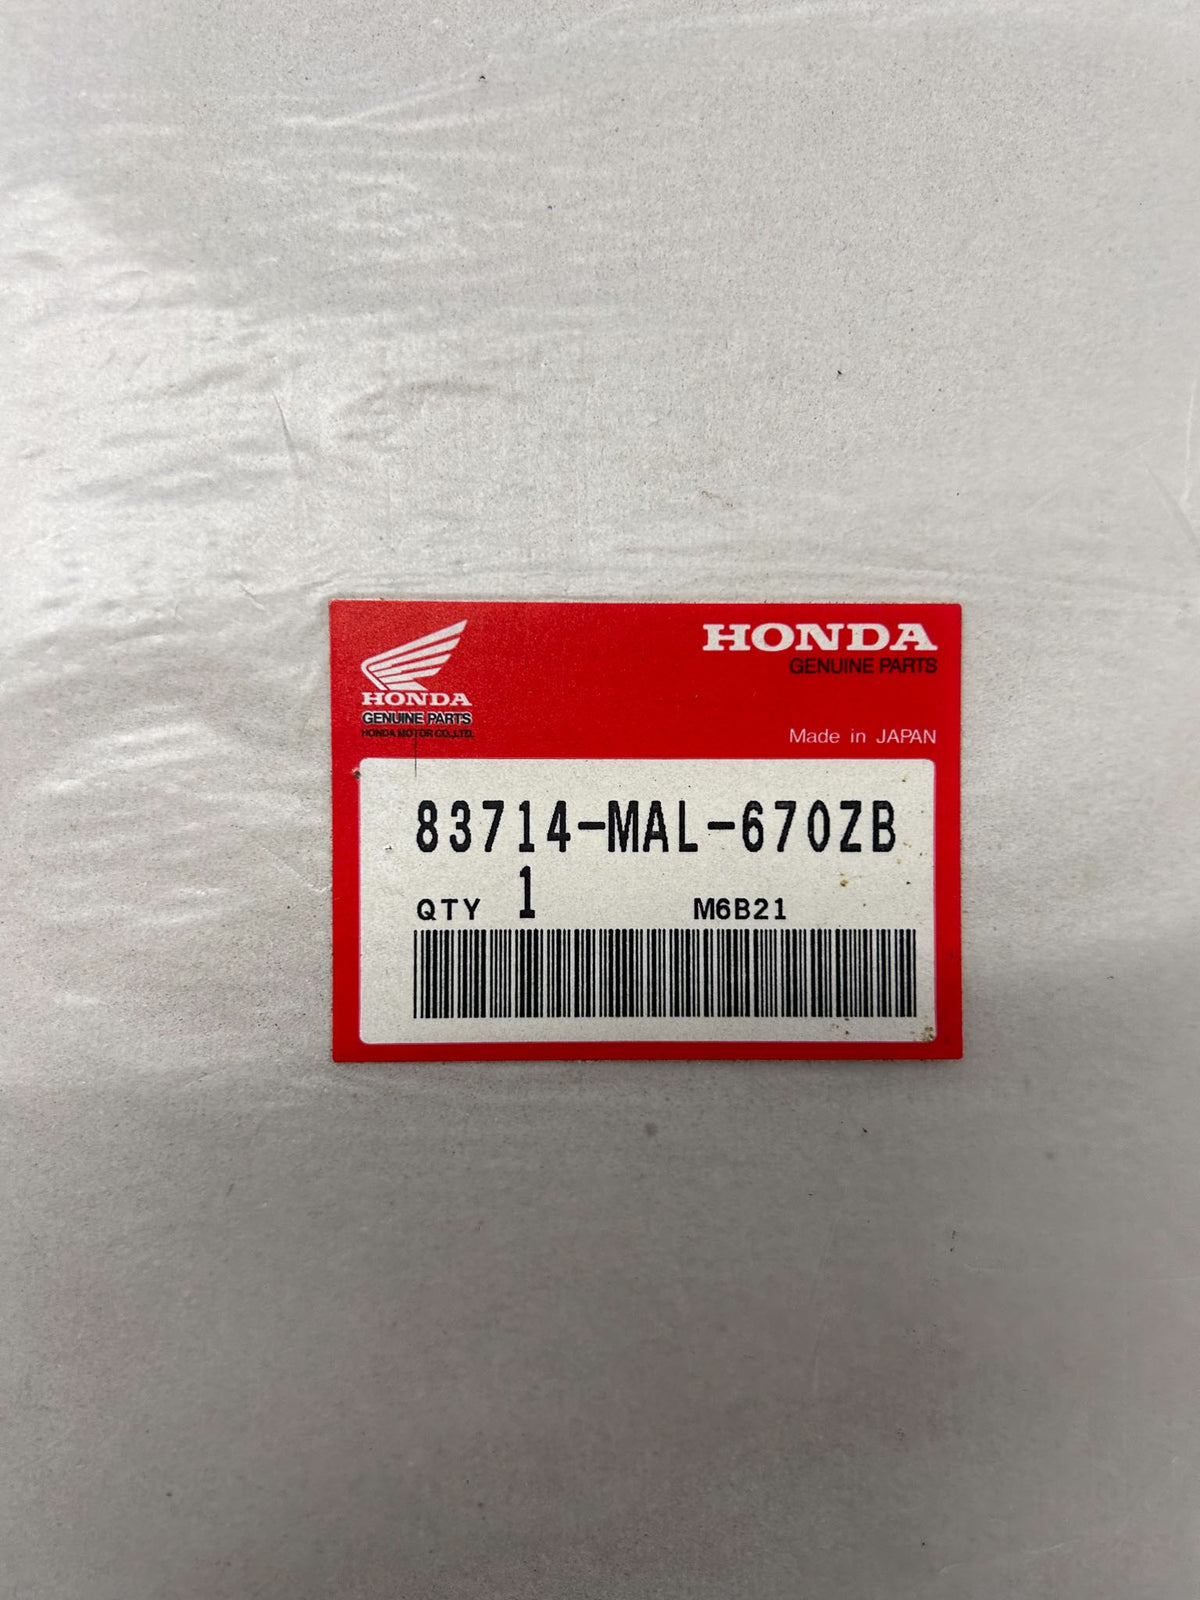 HONDA
GENUINE PARTS
HONDA MOTOR CO.,LTD.
HONDA
GENUINE PARTS
Made in JAPAN
83714-MAL-670ZB
QTY 1 M6B21